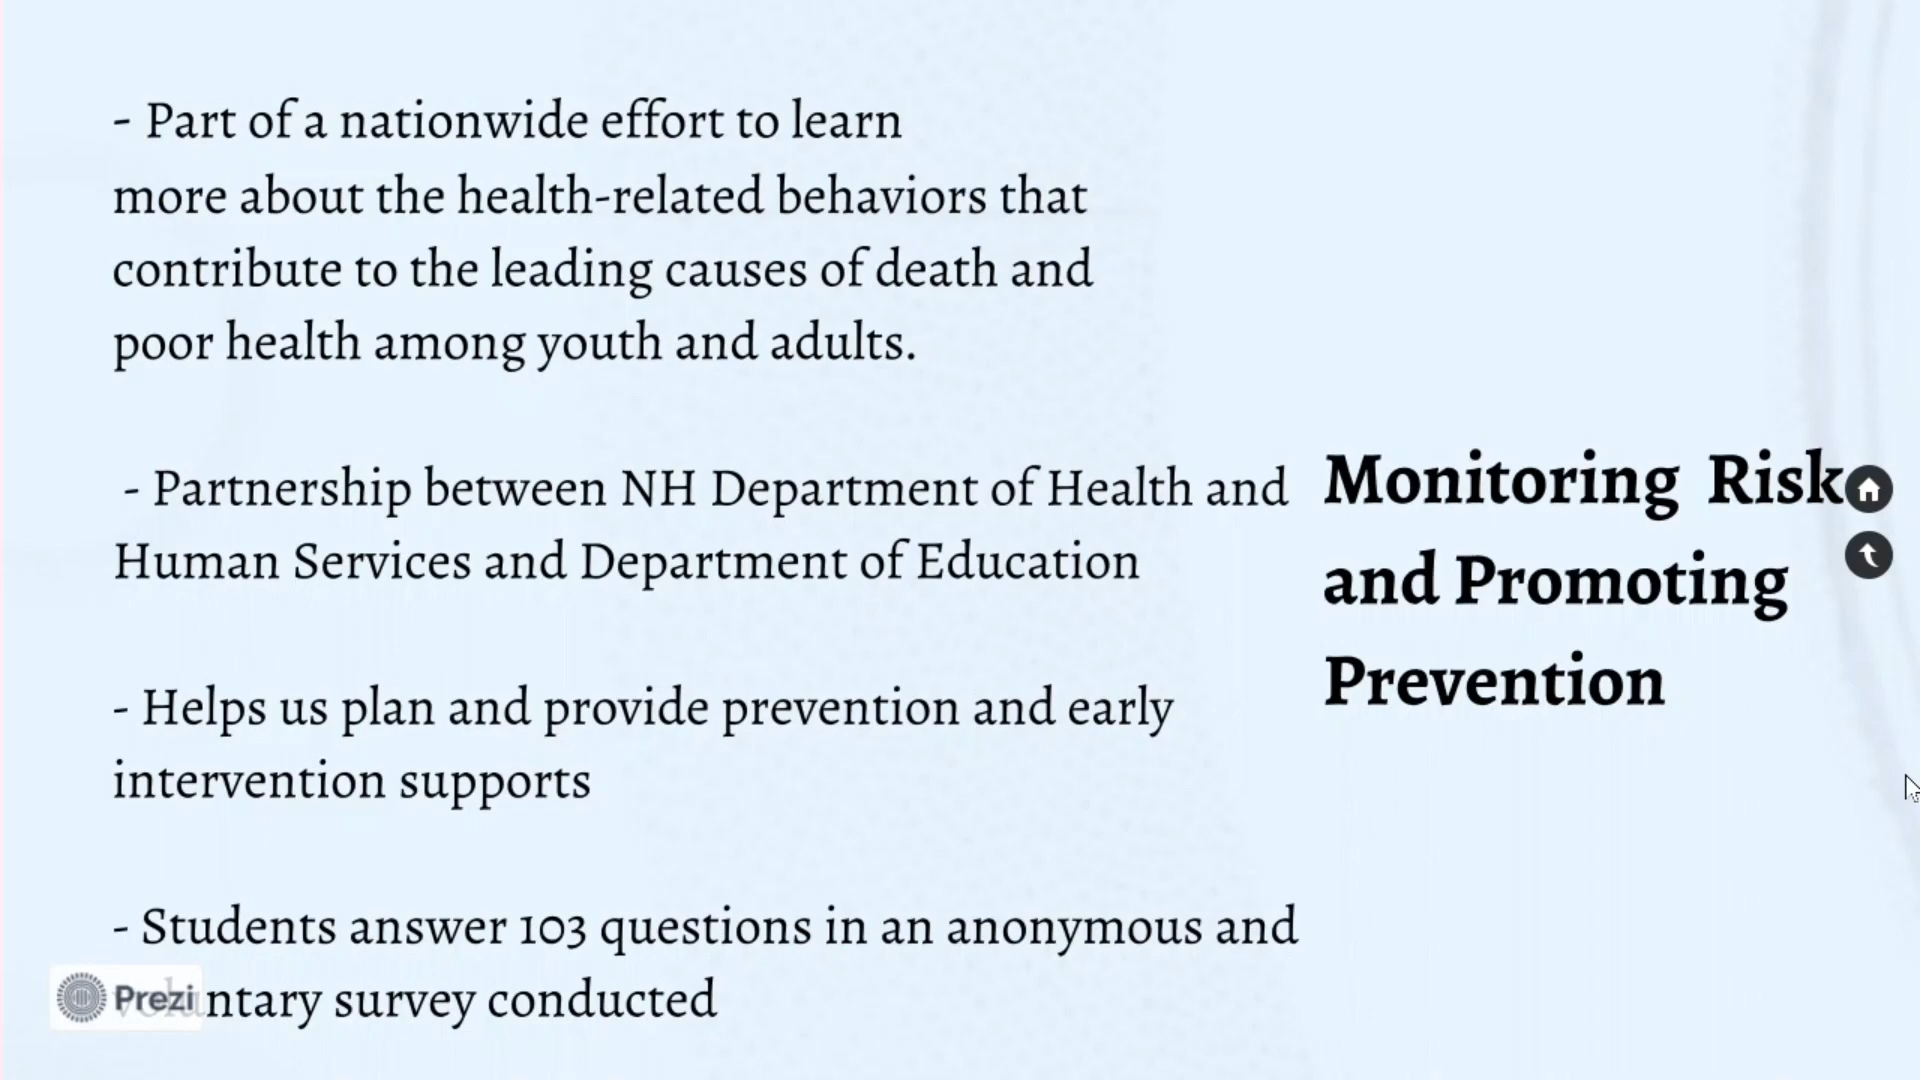 - Part of a nationwide effort to learn
more about the health-related behaviors that
contribute to the leading causes of death and
poor health among youth and adults.
- Partnership between NH Department of Health and
Human Services and Department of Education
- Helps us plan and provide prevention and early
intervention supports
- Students answer 103 questions in an anonymous and
voluntary survey conducted
Monitoring Risk
and Promoting
Prevention
Prezi